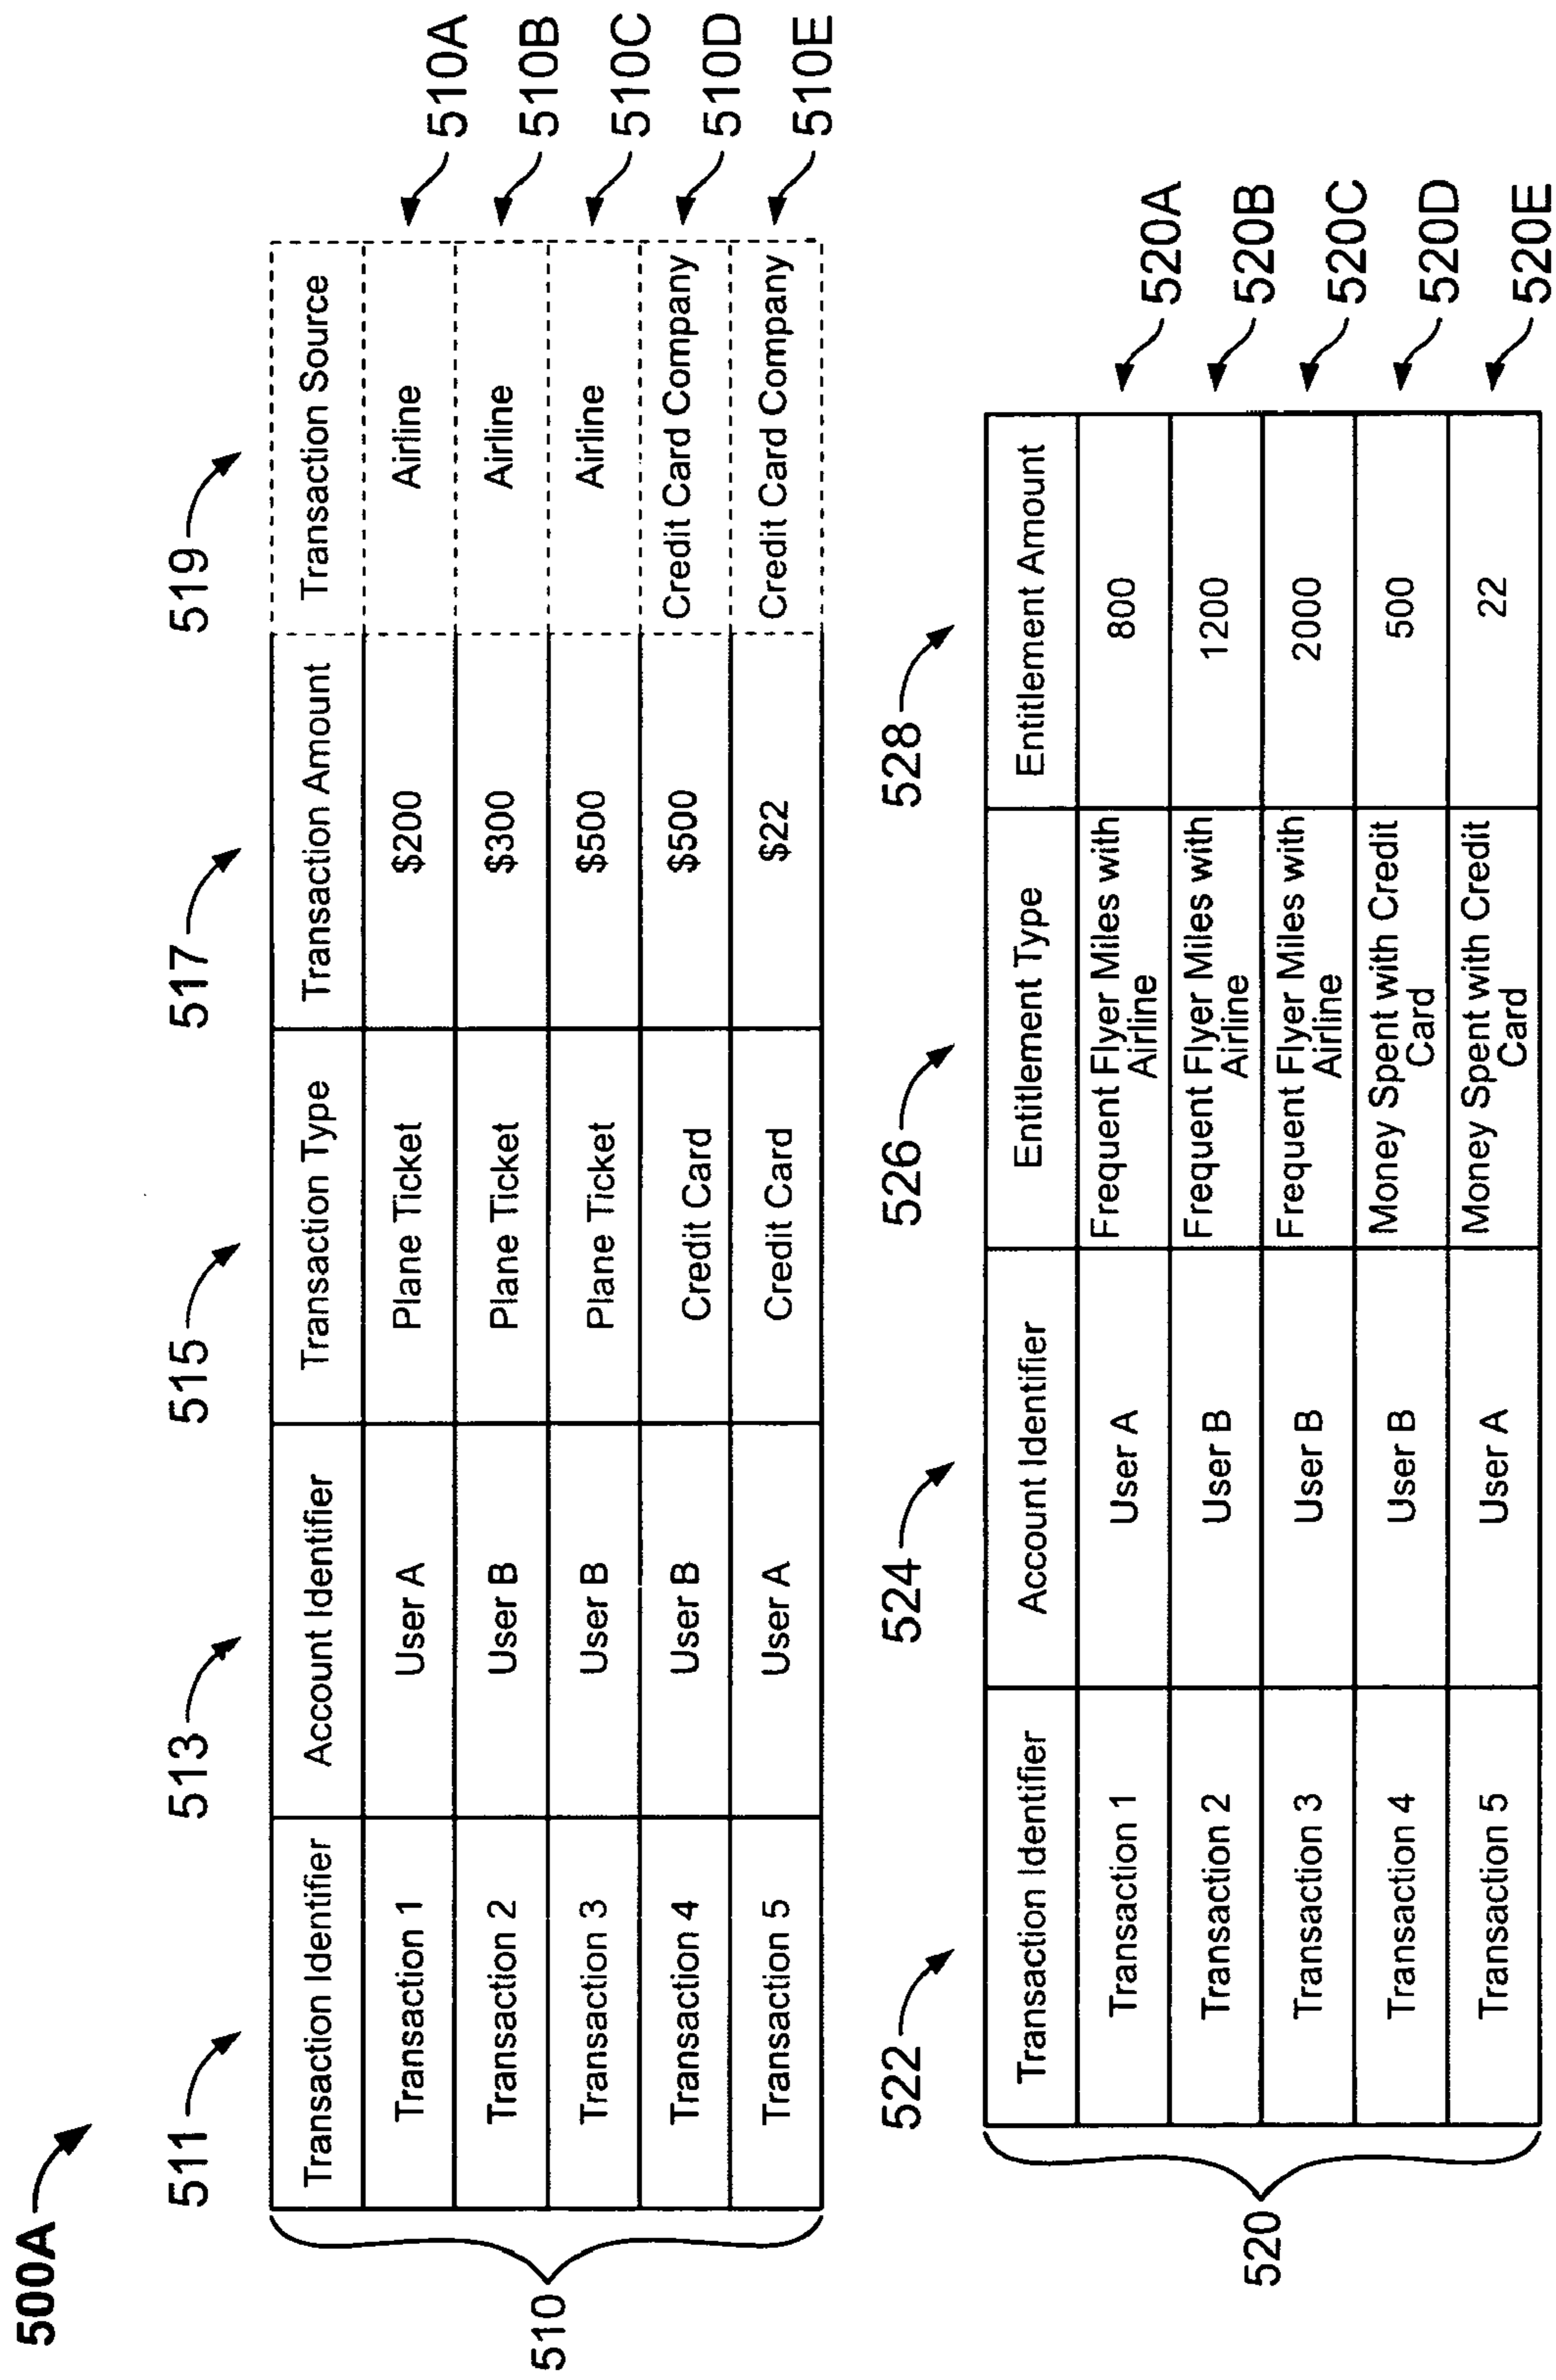 500A
511
513
515
517
519
Transaction Identifier
Account Identifier
Transaction Type
Transaction Amount
Transaction Source
Transaction 1
User A
Plane Ticket
$200
Airline
510A
Transaction 2
User B
Plane Ticket
$300
Airline
510B
Transaction 3
User B
Plane Ticket
$500
Airline
510C
Transaction 4
User B
Credit Card
$500
Credit Card Company
510D
Transaction 5
User A
Credit Card
$22
Credit Card Company
510E
510
522
524
526
528
Transaction Identifier
Account Identifier
Entitlement Type
Entitlement Amount
Transaction 1
User A
Frequent Flyer Miles with
Airline
800
520A
Transaction 2
User B
Frequent Flyer Miles with
Airline
1200
520B
Transaction 3
User B
Frequent Flyer Miles with
Airline
2000
520C
Transaction 4
User B
Money Spent with Credit
Card
500
520D
Transaction 5
User A
Money Spent with Credit
Card
22
520E
520